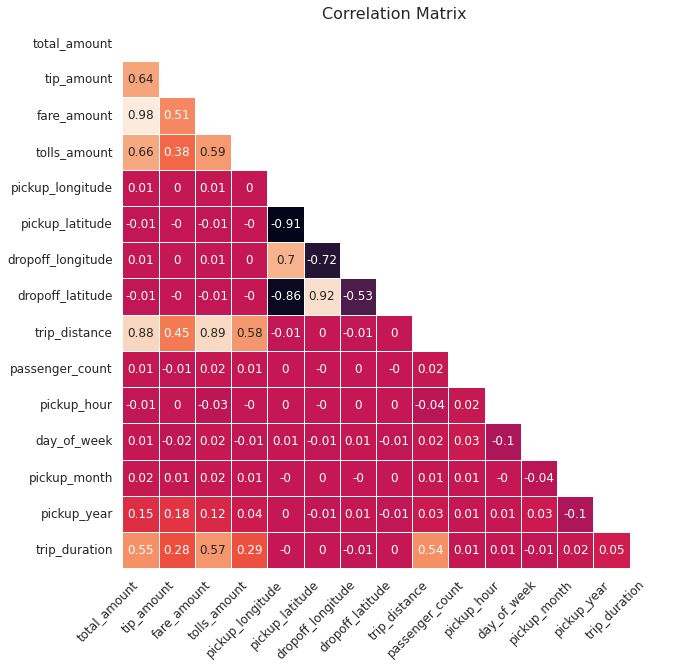 Correlation Matrix
total_amount
tip_amount 0.64
fare_amount 0.98 0.51
tolls_amount 0.66 0.38 0.59
pickup_longitude 0.01 0 0.01 0
pickup_latitude -0.01 -0 -0.01 -0 -0.91
dropoff_longitude 0.01 0 0.01 0 0.7 -0.72
dropoff_latitude -0.01 -0 -0.01 -0 -0.86 0.92 -0.53
trip_distance 0.88 0.45 0.89 0.58 -0.01 0 -0.01 0
passenger_count 0.01 -0.01 0.02 0.01 0 -0 0 -0 0.02
pickup_hour -0.01 0 -0.03 -0 0 -0 0 0 -0.04 0.02
day_of_week 0.01 -0.02 0.02 -0.01 0.01 -0.01 0.01 -0.01 0.02 0.03 -0.1
pickup_month 0.02 0.01 0.02 0.01 -0 0 -0 0 0.01 0.01 -0 -0.04
pickup_year 0.15 0.18 0.12 0.04 0 -0.01 0.01 -0.01 0.03 0.01 0.01 0.03 -0.1
trip_duration 0.55 0.28 0.57 0.29 -0 0 -0.01 0 0.54 0.01 0.01 -0.01 0.02 0.05
total_amount
tip_amount
fare_amount
tolls_amount
pickup_longitude
pickup_latitude
dropoff_longitude
dropoff_latitude
trip_distance
passenger_count
pickup_hour
day_of_week
pickup_month
pickup_year
trip_duration